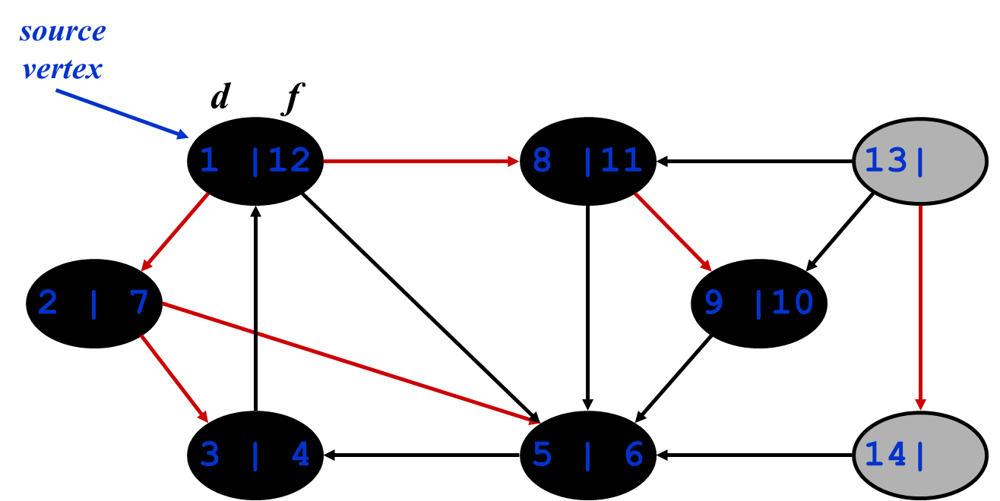 source
vertex
d f
1 |12
8 |11
13|
2 | 7
9 |10
3 | 4
5 | 6
14|